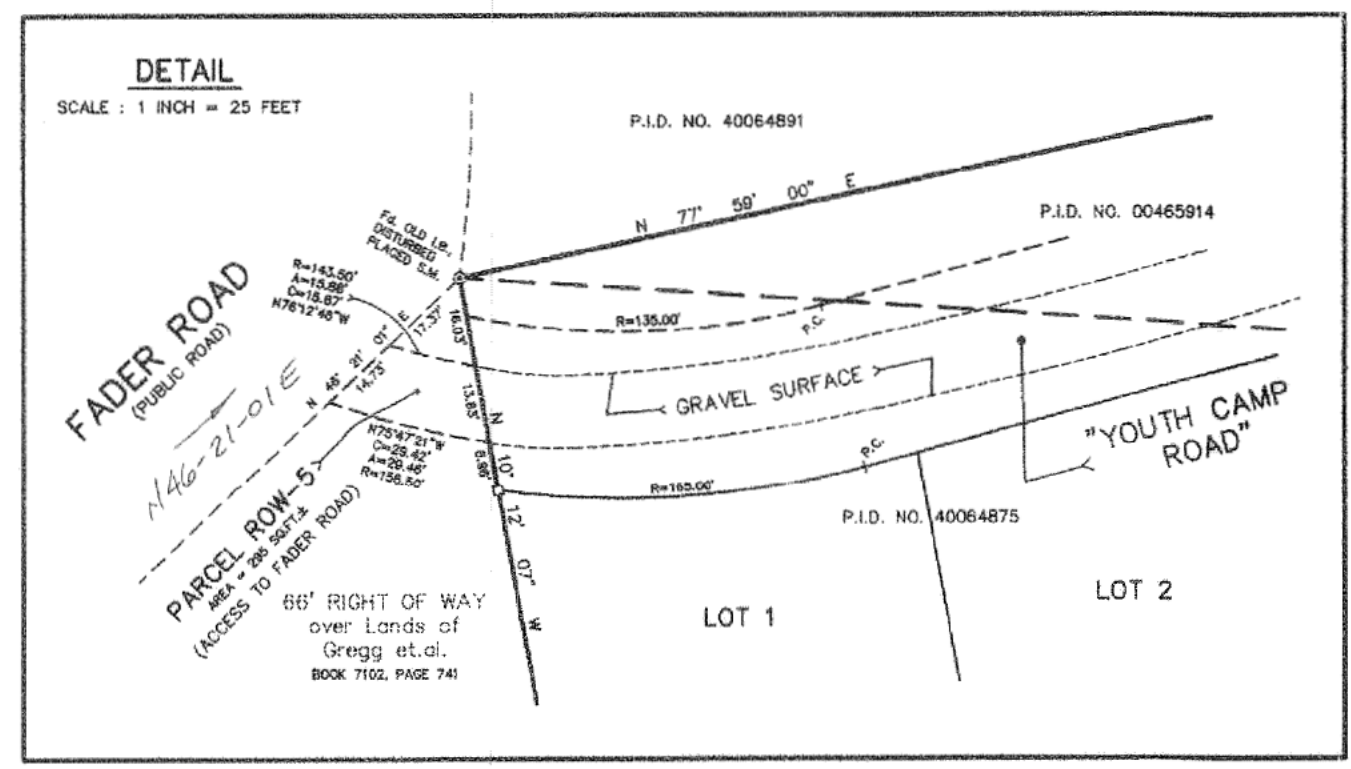 DETAIL
SCALE : 1 INCH = 25 FEET
P.I.D. NO. 40064891
N 77° 59' 00" E
P.I.D. NO. 00465914
Fd. OLD I.B.,
DISTURBED
PLACED S.M.
R=143.50'
A=15.88'
C=15.87'
N76°12'48"W
FADER ROAD
(PUBLIC ROAD)
N46-21-01E
N 46° 21' 01" E
17.37'
14.73'
16.03'
13.83'
8.98'
N 10° 12' 07" W
R=135.00'
P.C.
GRAVEL SURFACE
"YOUTH CAMP
ROAD"
N75°47'21"W
C=29.42'
A=29.46'
R=156.50'
R=165.00'
P.C.
P.I.D. NO. 40064875
PARCEL ROW-5
AREA = 295 SQ.FT.±
(ACCESS TO FADER ROAD)
66' RIGHT OF WAY
over Lands of
Gregg et.al.
BOOK 7102, PAGE 741
LOT 1
LOT 2